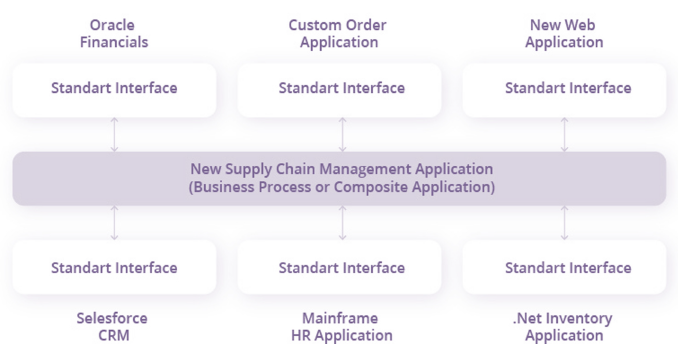 Oracle
Financials
Custom Order
Application
New Web
Application
Standart Interface
Standart Interface
Standart Interface
New Supply Chain Management Application
(Business Process or Composite Application)
Standart Interface
Standart Interface
Standart Interface
Selesforce
CRM
Mainframe
HR Application
.Net Inventory
Application